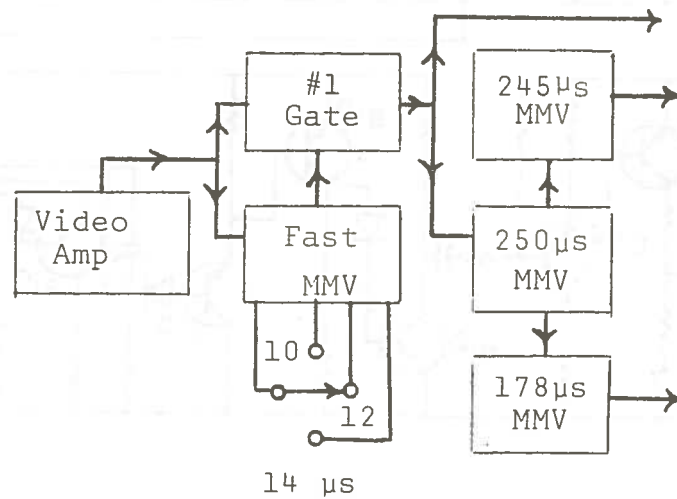 #1
Gate
245µs
MMV
Video
Amp
Fast
MMV
250µs
MMV
10
12
178µs
MMV
14 µs